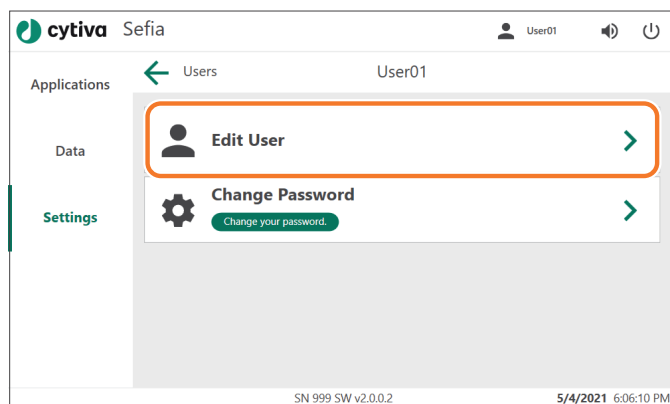 cytiva Sefia
User01
Applications
Users
User01
Data
Edit User
Settings
Change Password
Change your password.
SN 999 SW v2.0.0.2
5/4/2021 6:06:10 PM